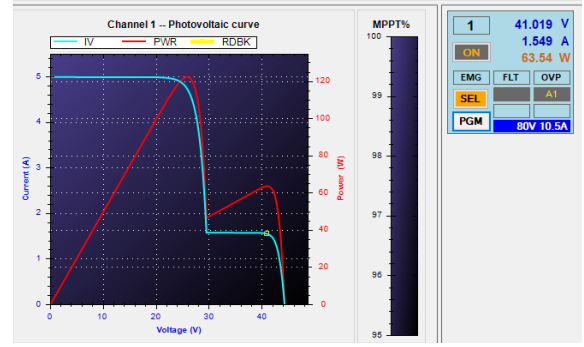 Channel 1 -- Photovoltaic curve
IV PWR RDBK
5
4
3
2
1
0
Current (A)
120
100
80
60
40
20
0
Power (W)
0 10 20 30 40
Voltage (V)
MPPT%
100
99
98
97
96
95
1 41.019 V
1.549 A
ON 63.54 W
EMG FLT OVP
SEL A1
PGM 80V 10.5A